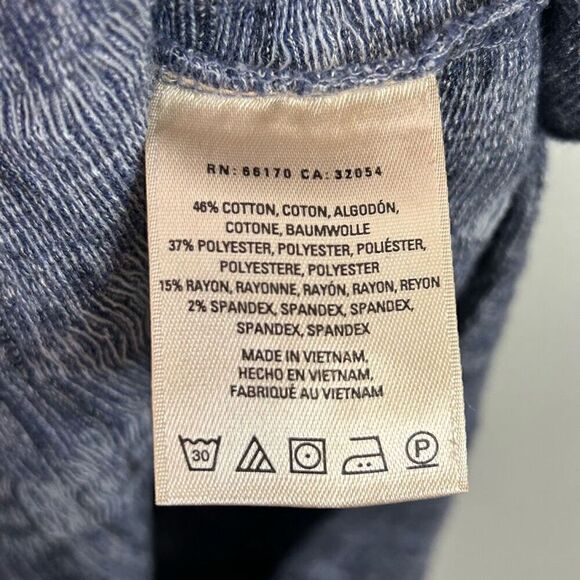 RN: 66170 CA: 32054
46% COTTON, COTON, ALGODÓN,
COTONE, BAUMWOLLE
37% POLYESTER, POLYESTER, POLIÉSTER,
POLYESTERE, POLYESTER
15% RAYON, RAYONNE, RAYÓN, RAYON, REYON
2% SPANDEX, SPANDEX, SPANDEX,
SPANDEX, SPANDEX
MADE IN VIETNAM,
HECHO EN VIETNAM,
FABRIQUÉ AU VIETNAM
30 P